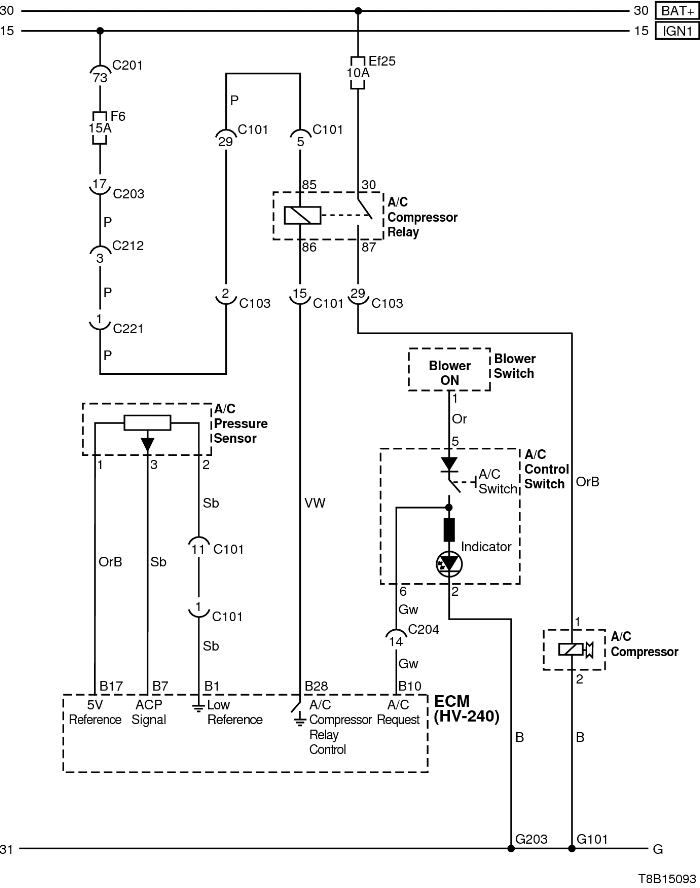 30 30 BAT+
15 15 IGN1
C201
73
Ef25
10A
F6
15A
P
C101
29
C101
5
17
C203
85 30
A/C
Compressor
Relay
P
C212
3
86 87
P
2
C103
15
C101
29
C103
1
C221
P
Blower
ON
Blower
Switch
1
Or
A/C
Pressure
Sensor
5
1 3 2
A/C
Control
Switch
A/C
Switch
OrB
Sb
VW
11
C101
Indicator
OrB
Sb
6 2
Gw
1
C101
C204
14
1
A/C
Compressor
Sb
Gw
2
B17 B7 B1 B28 B10
5V
Reference
ACP
Signal
Low
Reference
A/C
Compressor
Relay
Control
A/C
Request
ECM
(HV-240)
B B
31
G203
G101
G
T8B15093